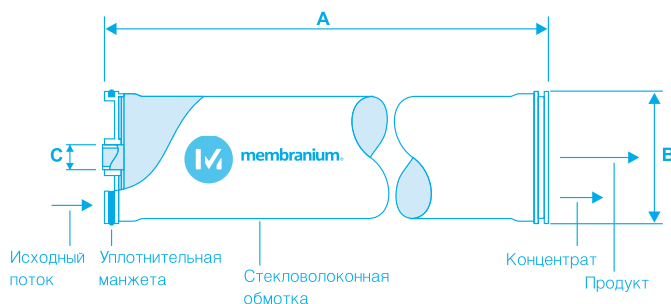 A
C
membranium®
B
Исходный
поток
Уплотнительная
манжета
Стекловолоконная
обмотка
Концентрат
Продукт